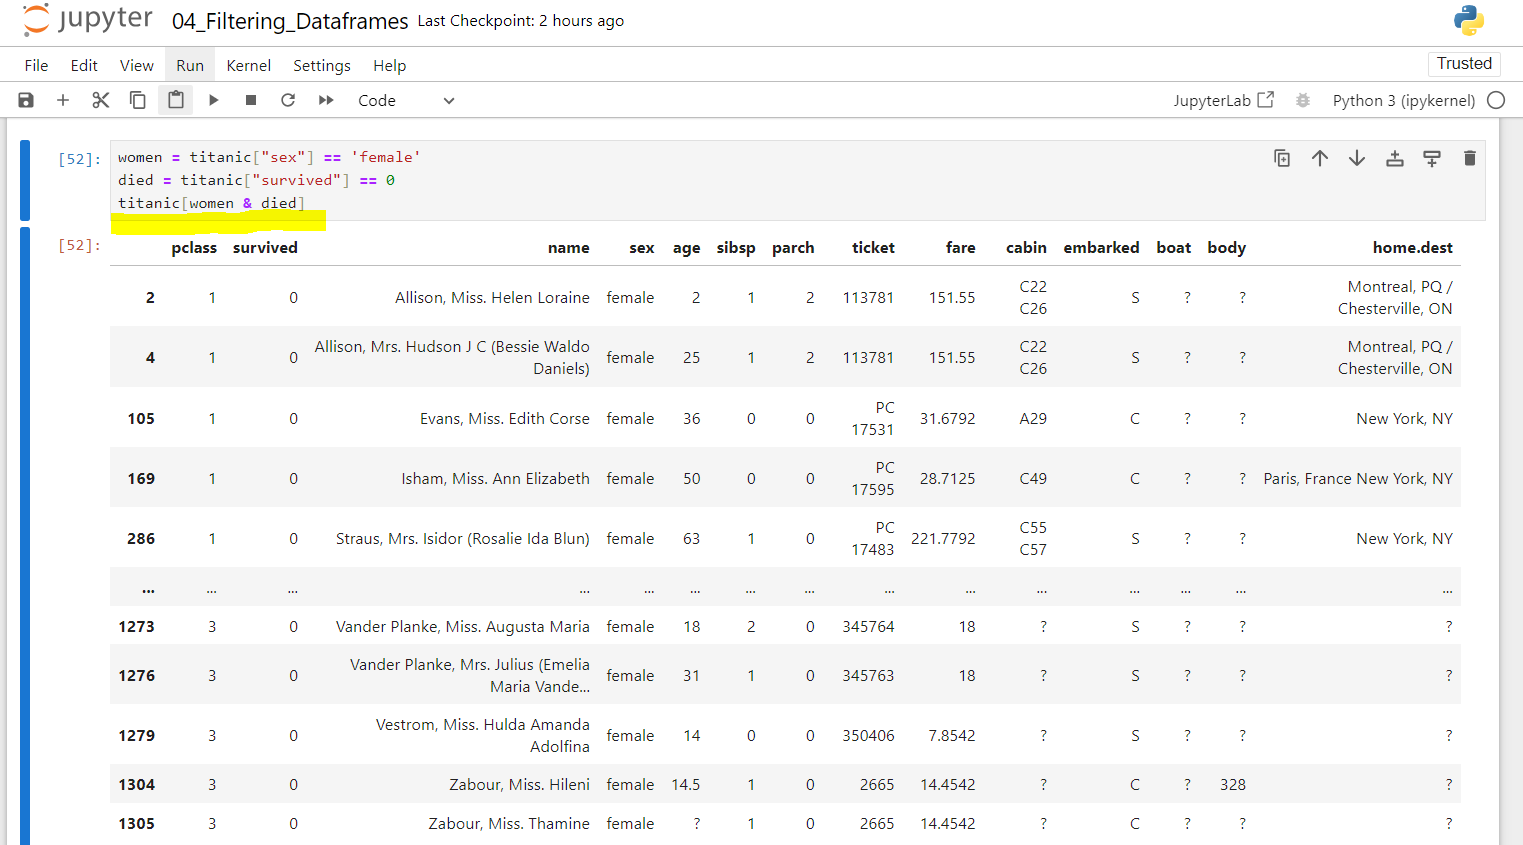 jupyter 04_Filtering_Dataframes Last Checkpoint: 2 hours ago
File Edit View Run Kernel Settings Help Trusted
Code JupyterLab Python 3 (ipykernel)
[52]: women = titanic["sex"] == 'female'
died = titanic["survived"] == 0
titanic[women & died]
[52]: pclass survived name sex age sibsp parch ticket fare cabin embarked boat body home.dest
2 1 0 Allison, Miss. Helen Loraine female 2 1 2 113781 151.55 C22 C26 S ? ? Montreal, PQ / Chesterville, ON
4 1 0 Allison, Mrs. Hudson J C (Bessie Waldo Daniels) female 25 1 2 113781 151.55 C22 C26 S ? ? Montreal, PQ / Chesterville, ON
105 1 0 Evans, Miss. Edith Corse female 36 0 0 PC 17531 31.6792 A29 C ? ? New York, NY
169 1 0 Isham, Miss. Ann Elizabeth female 50 0 0 PC 17595 28.7125 C49 C ? ? Paris, France New York, NY
286 1 0 Straus, Mrs. Isidor (Rosalie Ida Blun) female 63 1 0 PC 17483 221.7792 C55 C57 S ? ? New York, NY
... ... ... ... ... ... ... ... ... ... ... ... ... ... ...
1273 3 0 Vander Planke, Miss. Augusta Maria female 18 2 0 345764 18 ? S ? ? ?
1276 3 0 Vander Planke, Mrs. Julius (Emelia Maria Vande... female 31 1 0 345763 18 ? S ? ? ?
1279 3 0 Vestrom, Miss. Hulda Amanda Adolfina female 14 0 0 350406 7.8542 ? S ? ? ?
1304 3 0 Zabour, Miss. Hileni female 14.5 1 0 2665 14.4542 ? C ? 328 ?
1305 3 0 Zabour, Miss. Thamine female ? 1 0 2665 14.4542 ? C ? ? ?